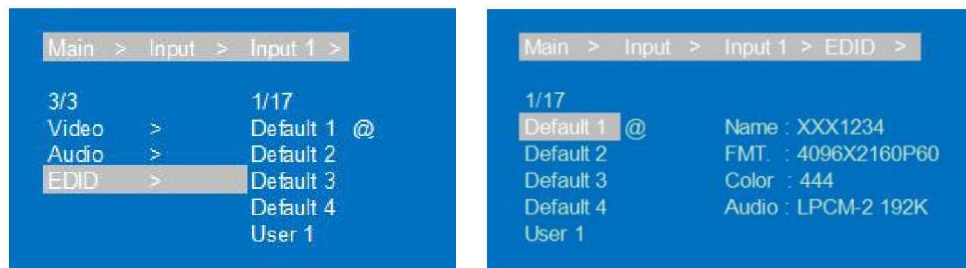 Main > Input > Input 1 >
3/3 1/17
Video > Default 1 @
Audio > Default 2
EDID > Default 3
Default 4
User 1
Main > Input > Input 1 > EDID >
1/17
Default 1 @ Name : XXX1234
Default 2 FMT. : 4096X2160P60
Default 3 Color : 444
Default 4 Audio : LPCM-2 192K
User 1